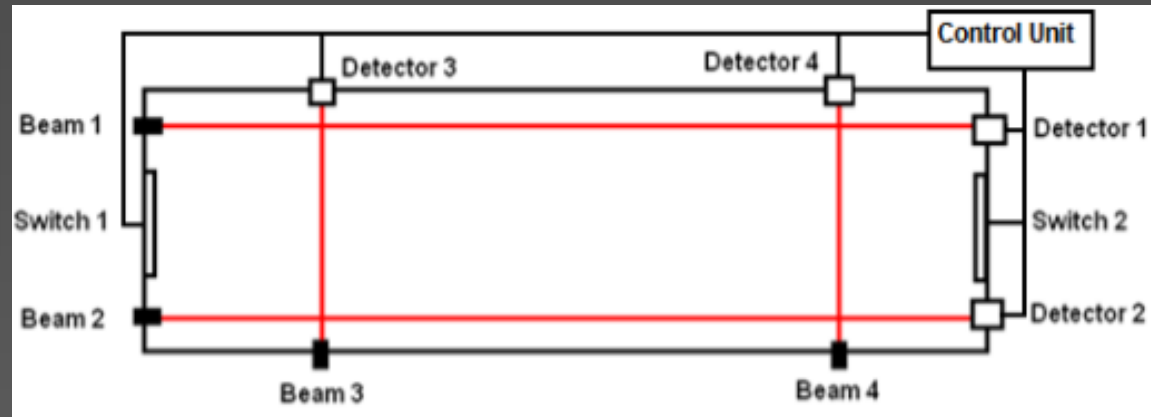 Control Unit
Detector 3
Detector 4
Beam 1
Detector 1
Switch 1
Switch 2
Beam 2
Detector 2
Beam 3
Beam 4